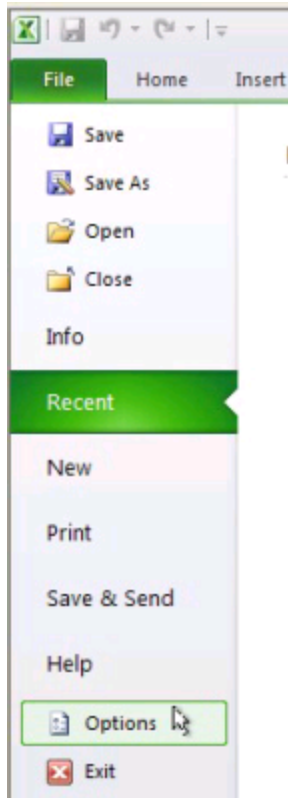 File Home Insert
Save
Save As
Open
Close
Info
Recent
New
Print
Save & Send
Help
Options
Exit